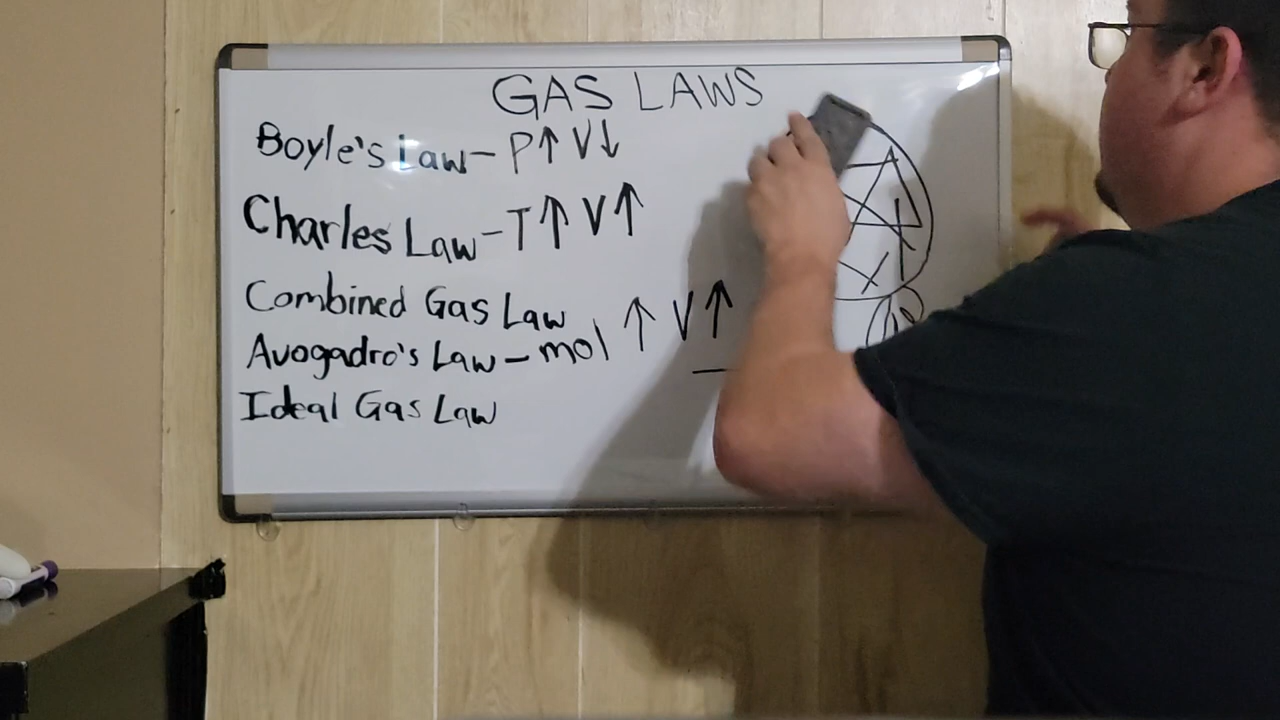 GAS LAWS
Boyle's Law - P↑ V↓
Charles Law - T↑ V↑
Combined Gas Law
Avogadro's Law - mol ↑ V↑
Ideal Gas Law